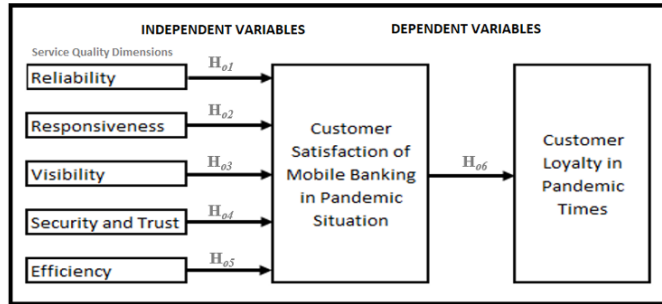 INDEPENDENT VARIABLES
DEPENDENT VARIABLES
Service Quality Dimensions
Reliability
Ho1
Responsiveness
Ho2
Visibility
Ho3
Security and Trust
Ho4
Efficiency
Ho5
Customer
Satisfaction of
Mobile Banking
in Pandemic
Situation
Ho6
Customer
Loyalty in
Pandemic
Times